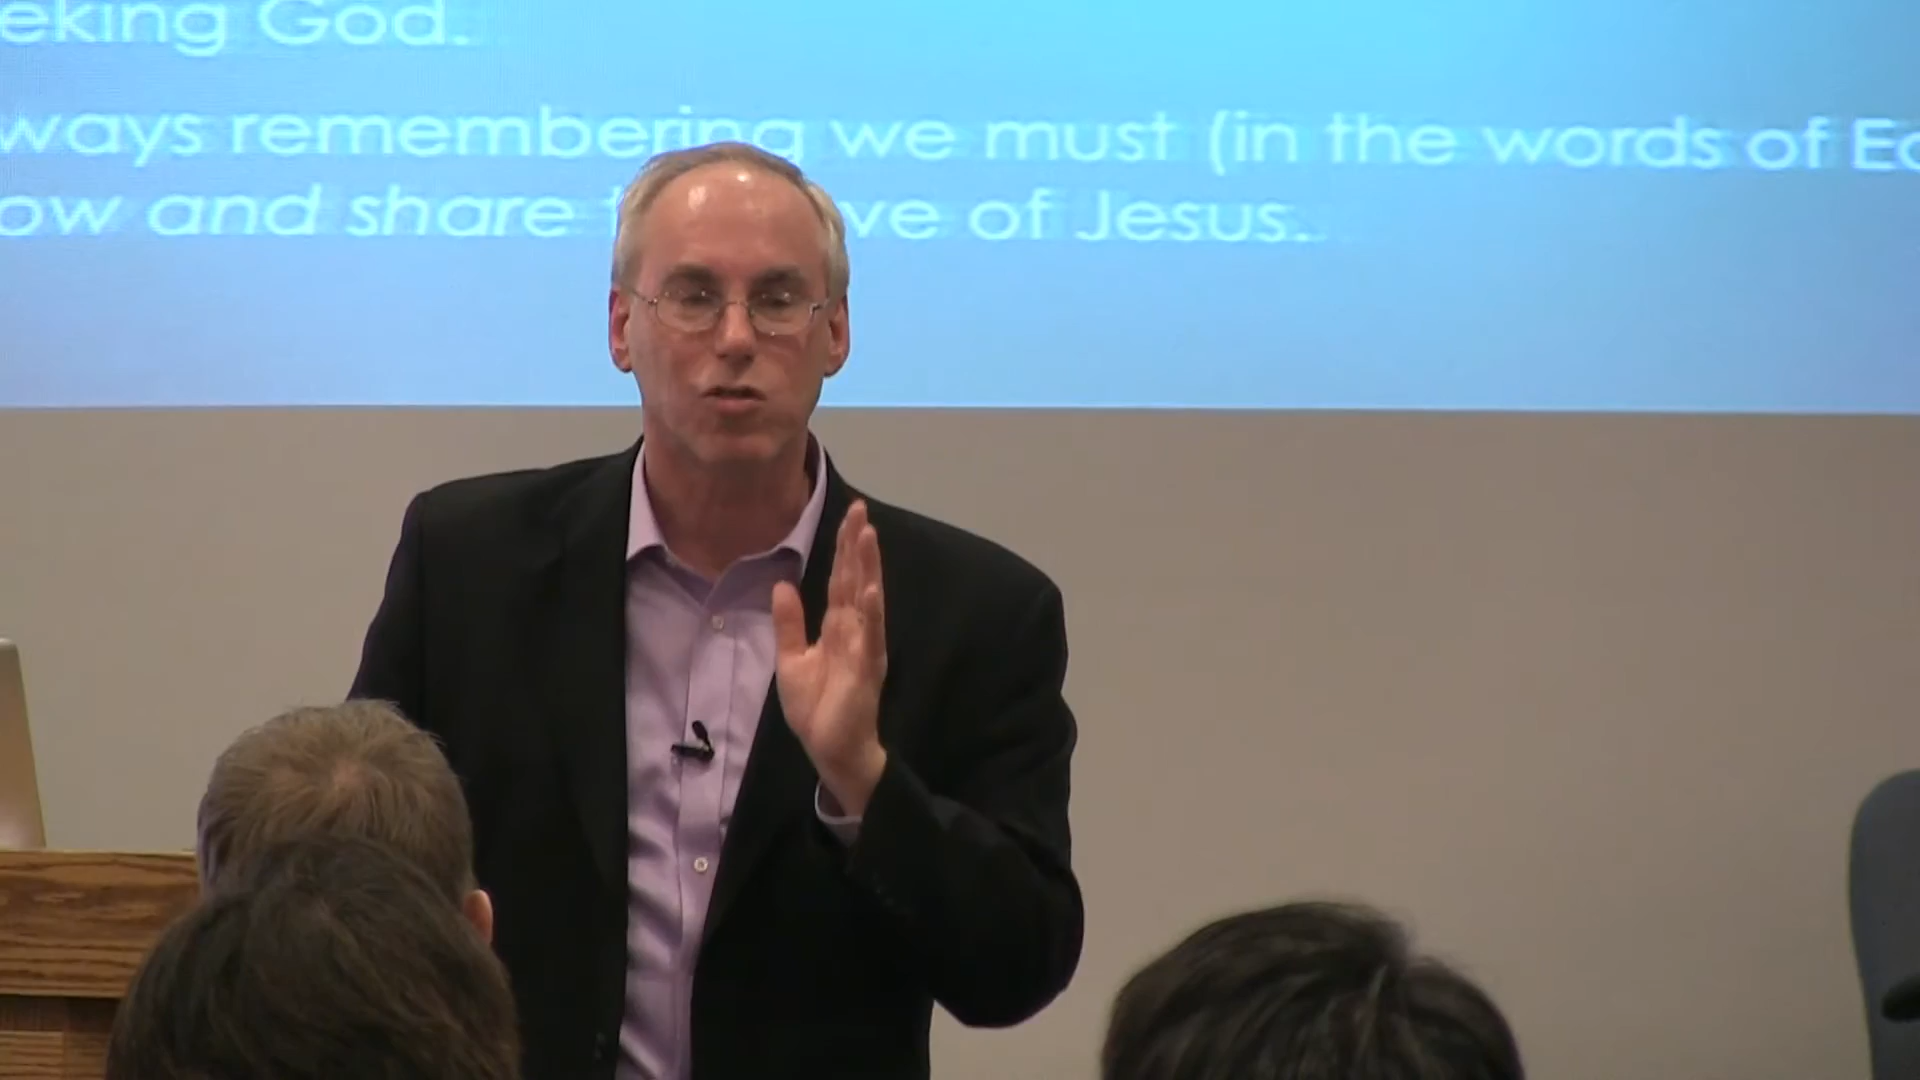 eking God.
ways remembering we must (in the words of
ow and share ve of Jesus.